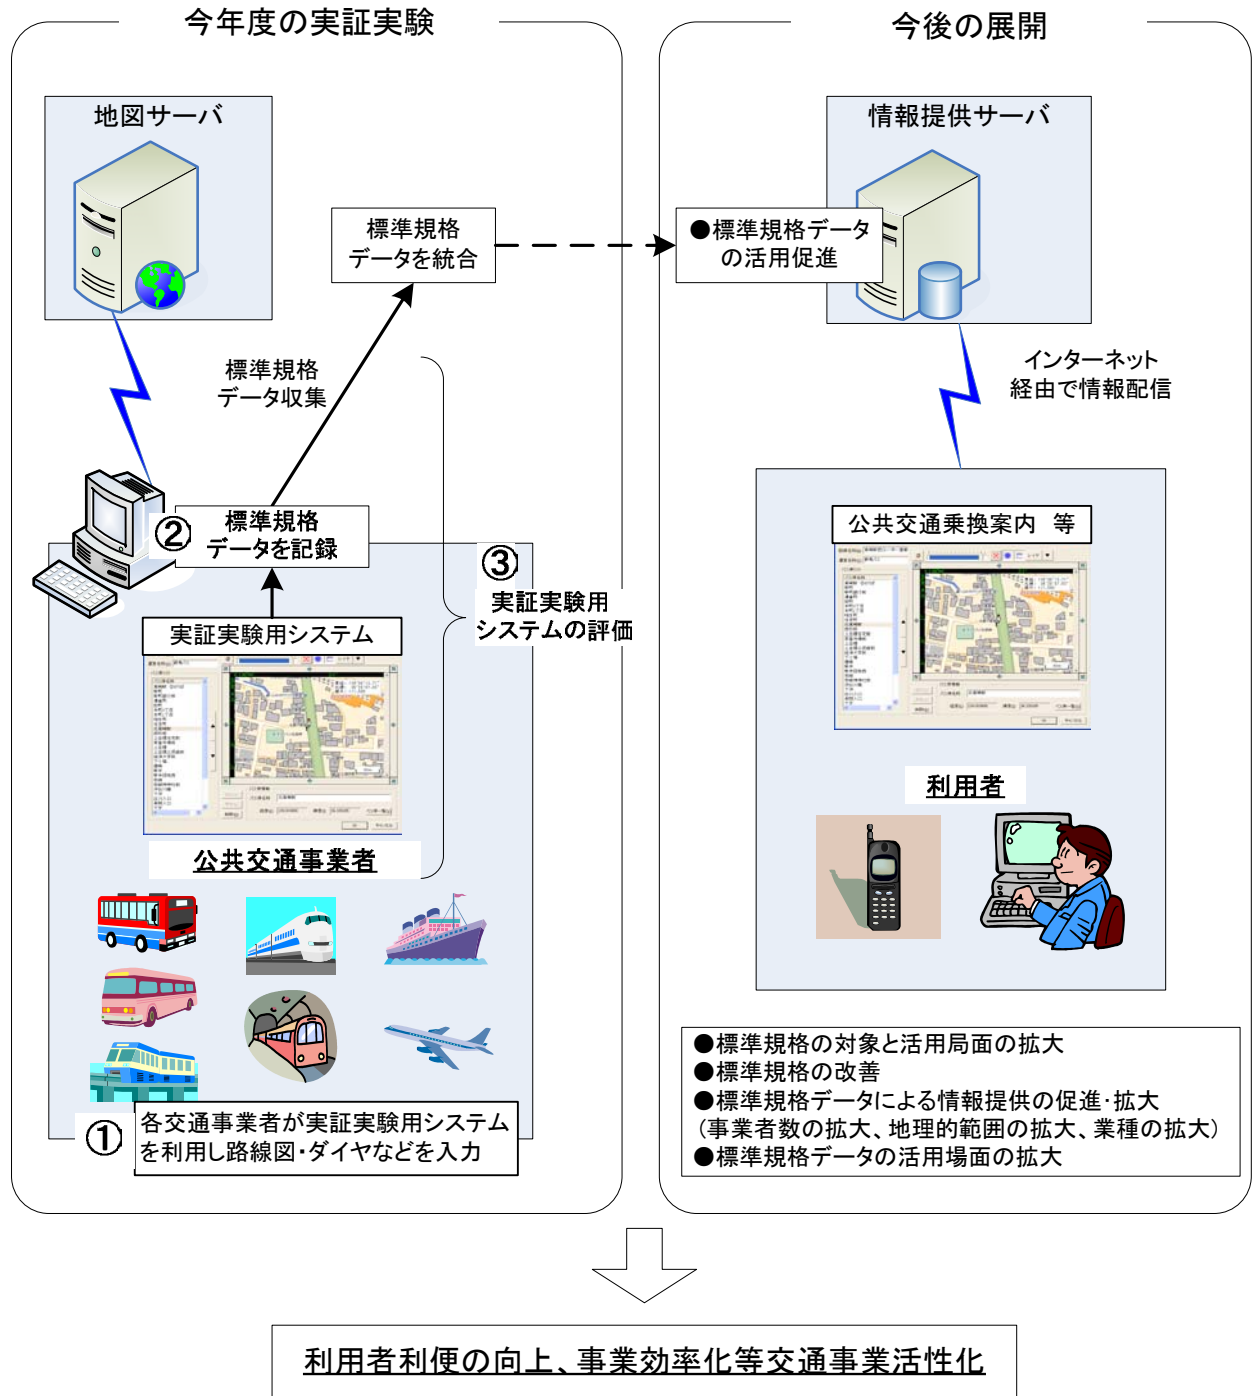 今年度の実証実験
地図サーバ
標準規格
データを統合
標準規格
データ収集
②
標準規格
データを記録
③
実証実験用
システムの評価
実証実験用システム
公共交通事業者
①
各交通事業者が実証実験用システム
を利用し路線図・ダイヤなどを入力
今後の展開
情報提供サーバ
●標準規格データ
の活用促進
インターネット
経由で情報配信
公共交通乗換案内　等
利用者
●標準規格の対象と活用局面の拡大
●標準規格の改善
●標準規格データによる情報提供の促進・拡大
（事業者数の拡大、地理的範囲の拡大、業種の拡大）
●標準規格データの活用場面の拡大
利用者利便の向上、事業効率化等交通事業活性化